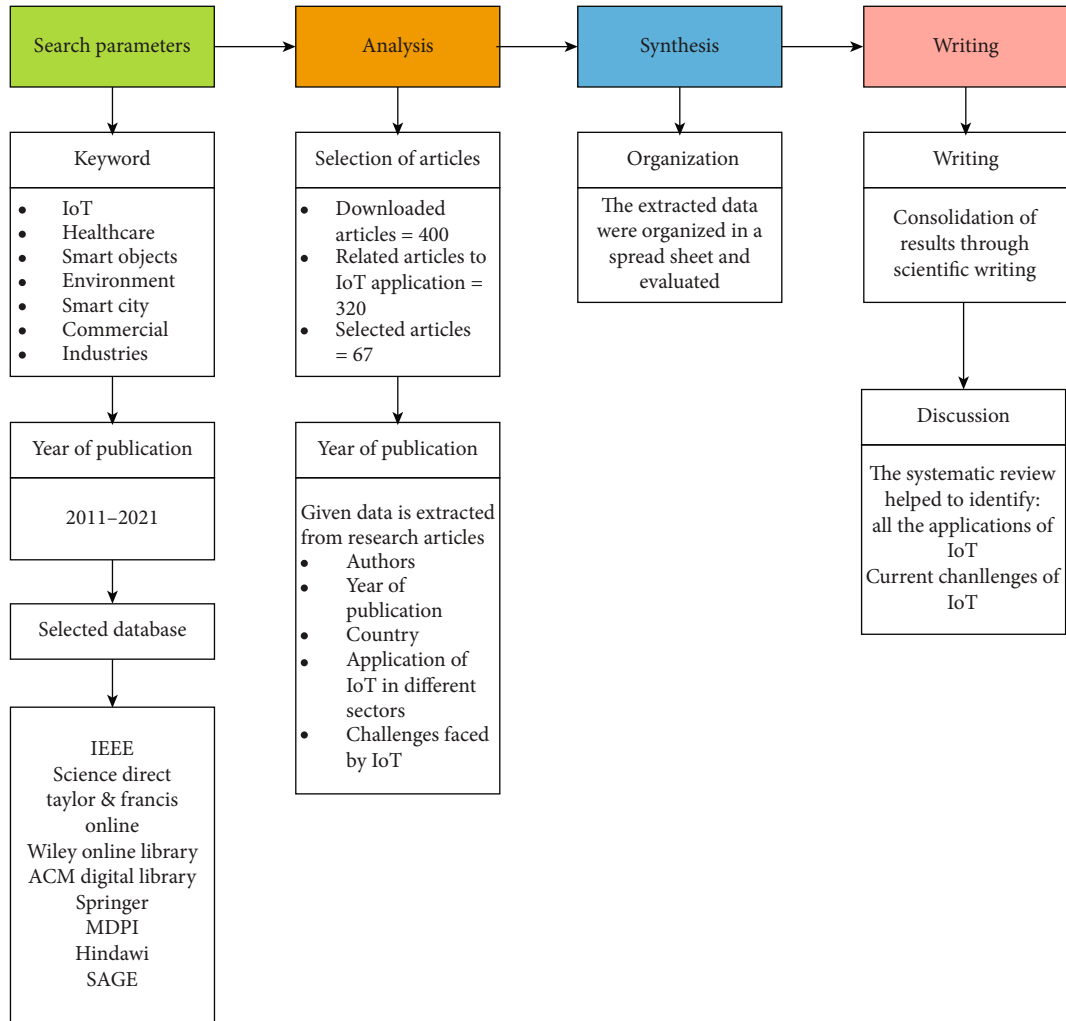 Search parameters
Analysis
Synthesis
Writing
Keyword
• IoT
• Healthcare
• Smart objects
• Environment
• Smart city
• Commercial
• Industries
Year of publication
2011–2021
Selected database
IEEE
Science direct
taylor & francis
online
Wiley online library
ACM digital library
Springer
MDPI
Hindawi
SAGE
Selection of articles
• Downloaded
articles = 400
• Related articles to
IoT application =
320
• Selected articles
= 67
Year of publication
Given data is extracted
from research articles
• Authors
• Year of
publication
• Country
• Application of
IoT in different
sectors
• Challenges faced
by IoT
Organization
The extracted data
were organized in a
spread sheet and
evaluated
Writing
Consolidation of
results through
scientific writing
Discussion
The systematic review
helped to identify:
all the applications of
IoT
Current chanllenges of
IoT